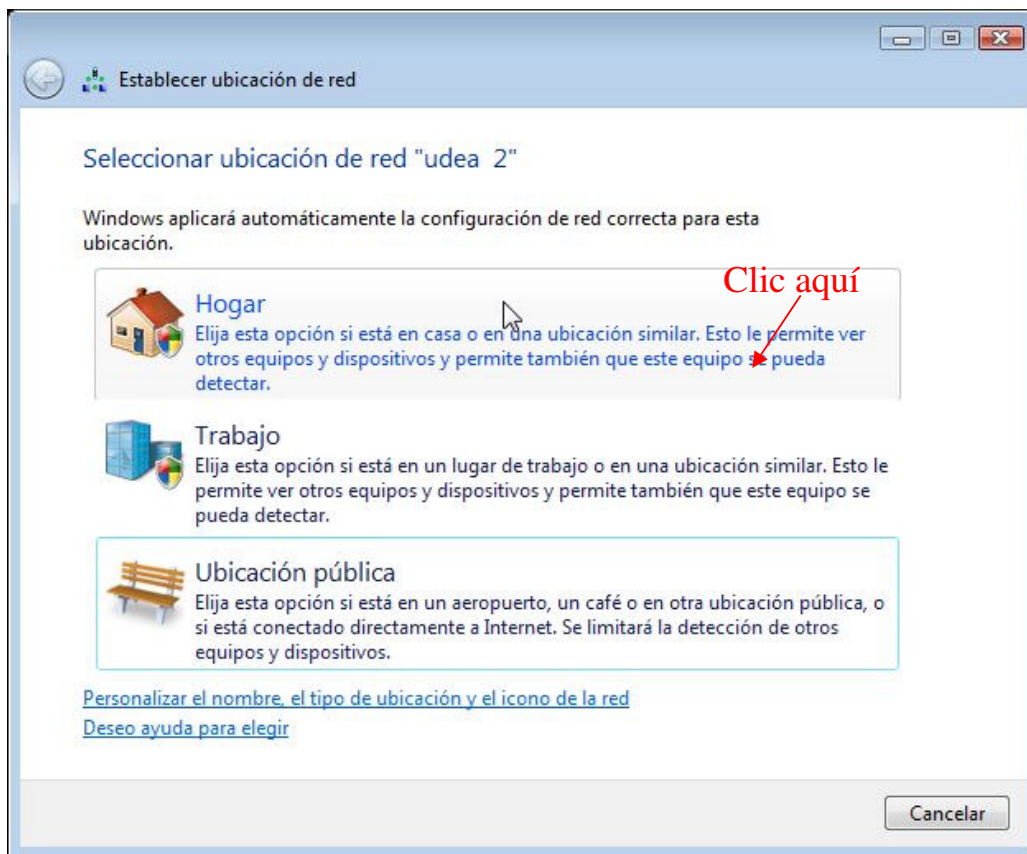 Establecer ubicación de red
Seleccionar ubicación de red "udea  2"
Windows aplicará automáticamente la configuración de red correcta para esta
ubicación.
Clic aquí
Hogar
Elija esta opción si está en casa o en una ubicación similar. Esto le permite ver
otros equipos y dispositivos y permite también que este equipo se pueda
detectar.
Trabajo
Elija esta opción si está en un lugar de trabajo o en una ubicación similar. Esto le
permite ver otros equipos y dispositivos y permite también que este equipo se
pueda detectar.
Ubicación pública
Elija esta opción si está en un aeropuerto, un café o en otra ubicación pública, o
si está conectado directamente a Internet. Se limitará la detección de otros
equipos y dispositivos.
Personalizar el nombre, el tipo de ubicación y el icono de la red
Deseo ayuda para elegir
Cancelar